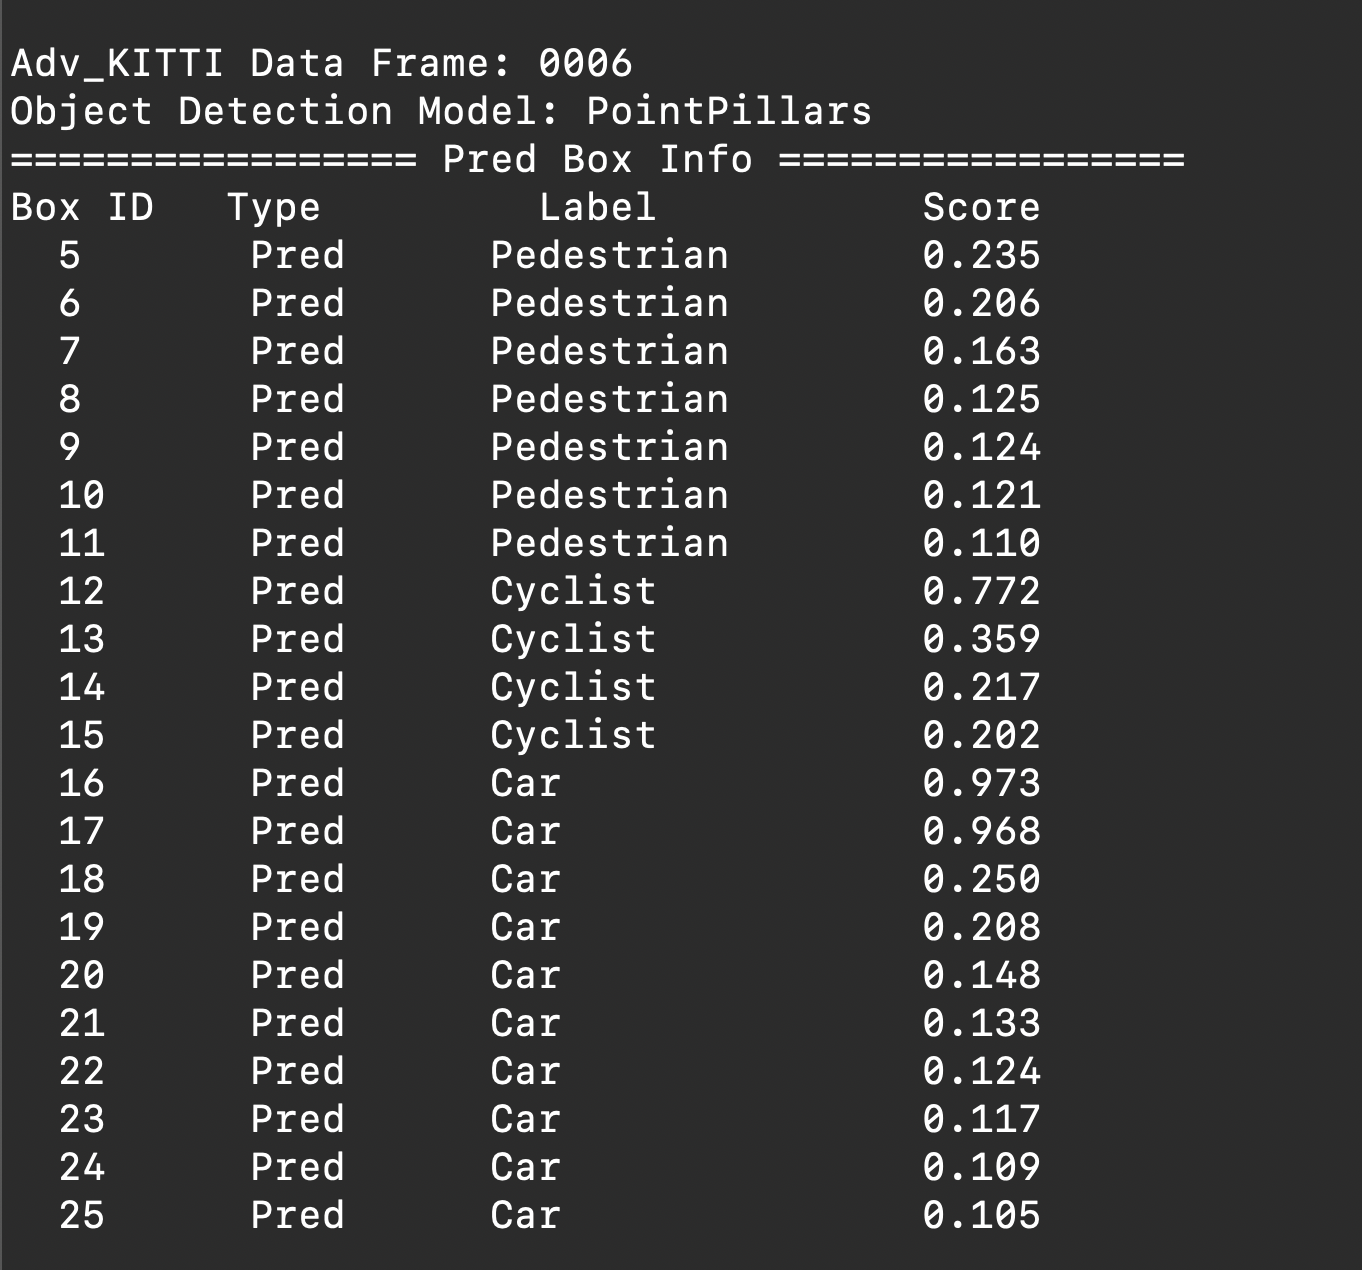 Adv_KITTI Data Frame: 0006
Object Detection Model: PointPillars
================= Pred Box Info =================
Box ID   Type         Label           Score
  5       Pred      Pedestrian        0.235
  6       Pred      Pedestrian        0.206
  7       Pred      Pedestrian        0.163
  8       Pred      Pedestrian        0.125
  9       Pred      Pedestrian        0.124
  10      Pred      Pedestrian        0.121
  11      Pred      Pedestrian        0.110
  12      Pred      Cyclist           0.772
  13      Pred      Cyclist           0.359
  14      Pred      Cyclist           0.217
  15      Pred      Cyclist           0.202
  16      Pred      Car               0.973
  17      Pred      Car               0.968
  18      Pred      Car               0.250
  19      Pred      Car               0.208
  20      Pred      Car               0.148
  21      Pred      Car               0.133
  22      Pred      Car               0.124
  23      Pred      Car               0.117
  24      Pred      Car               0.109
  25      Pred      Car               0.105